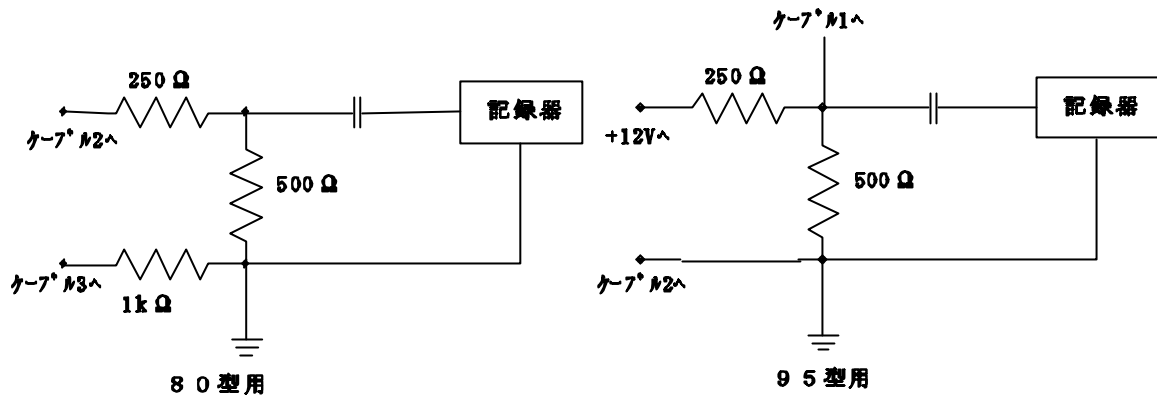 250Ω
ｹｰﾌﾞﾙ2へ
500Ω
記録器
ｹｰﾌﾞﾙ3へ
1kΩ
８０型用
ｹｰﾌﾞﾙ1へ
250Ω
+12Vへ
500Ω
記録器
ｹｰﾌﾞﾙ2へ
９５型用